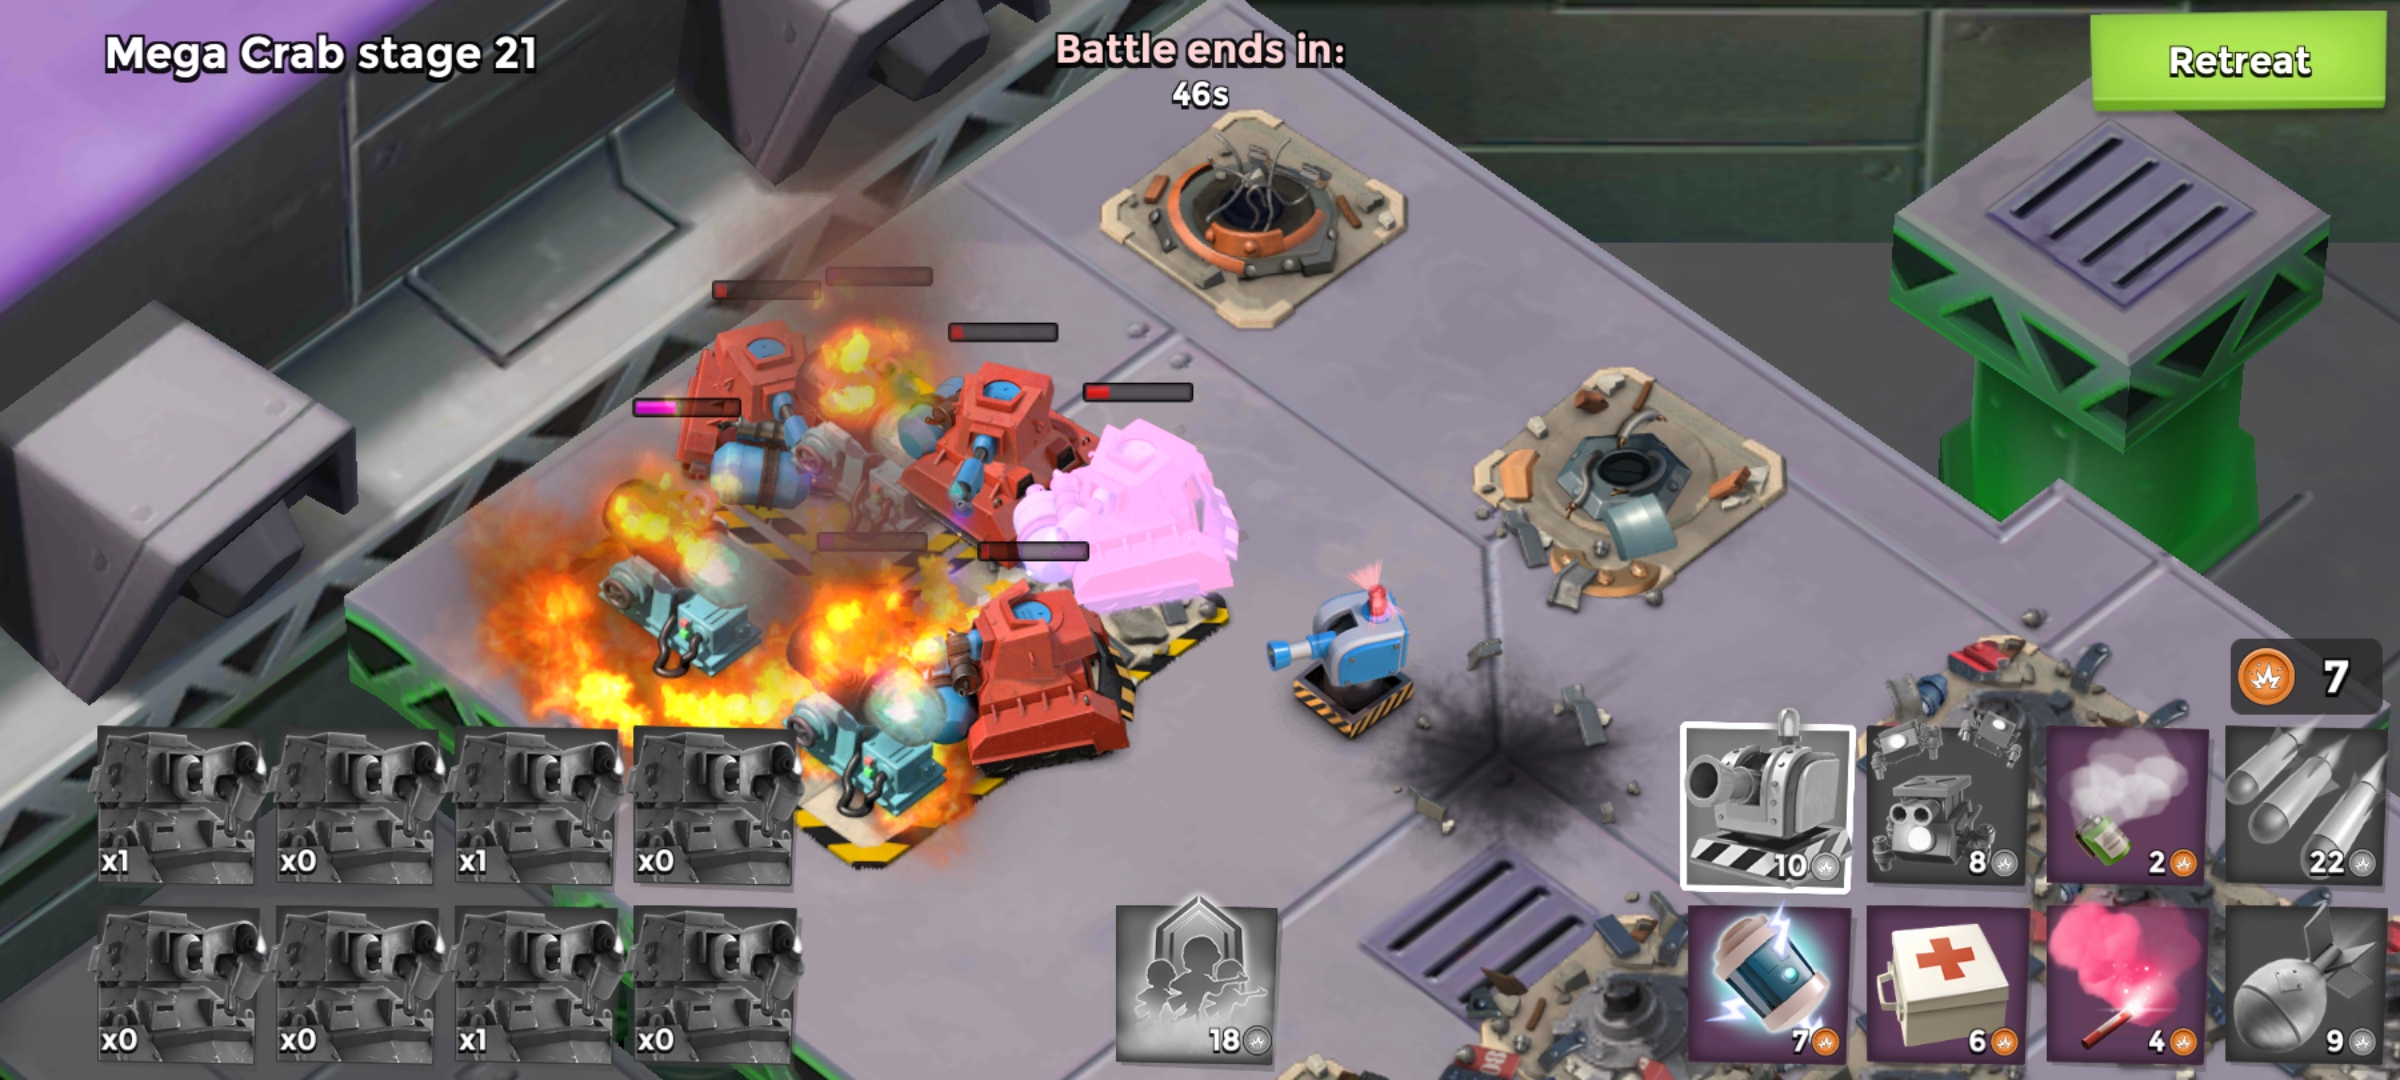 Mega Crab stage 21
Battle ends in:
46s
Retreat
7
x1
x0
x1
x0
10
8
2
22
x0
x0
x1
x0
18
7
6
4
9